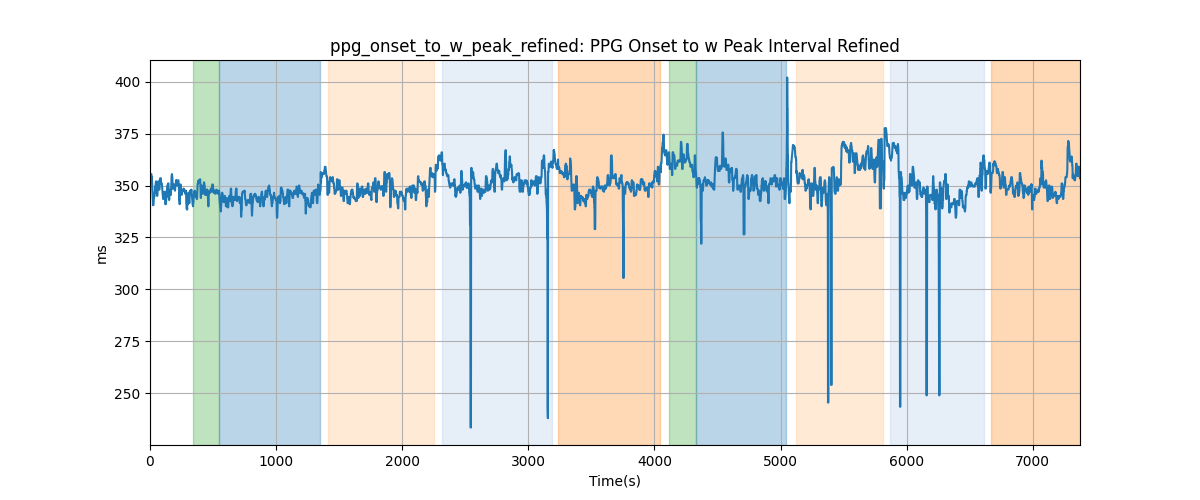 ppg_onset_to_w_peak_refined: PPG Onset to w Peak Interval Refined
400
375
350
325
300
275
250
ms
0 1000 2000 3000 4000 5000 6000 7000
Time(s)